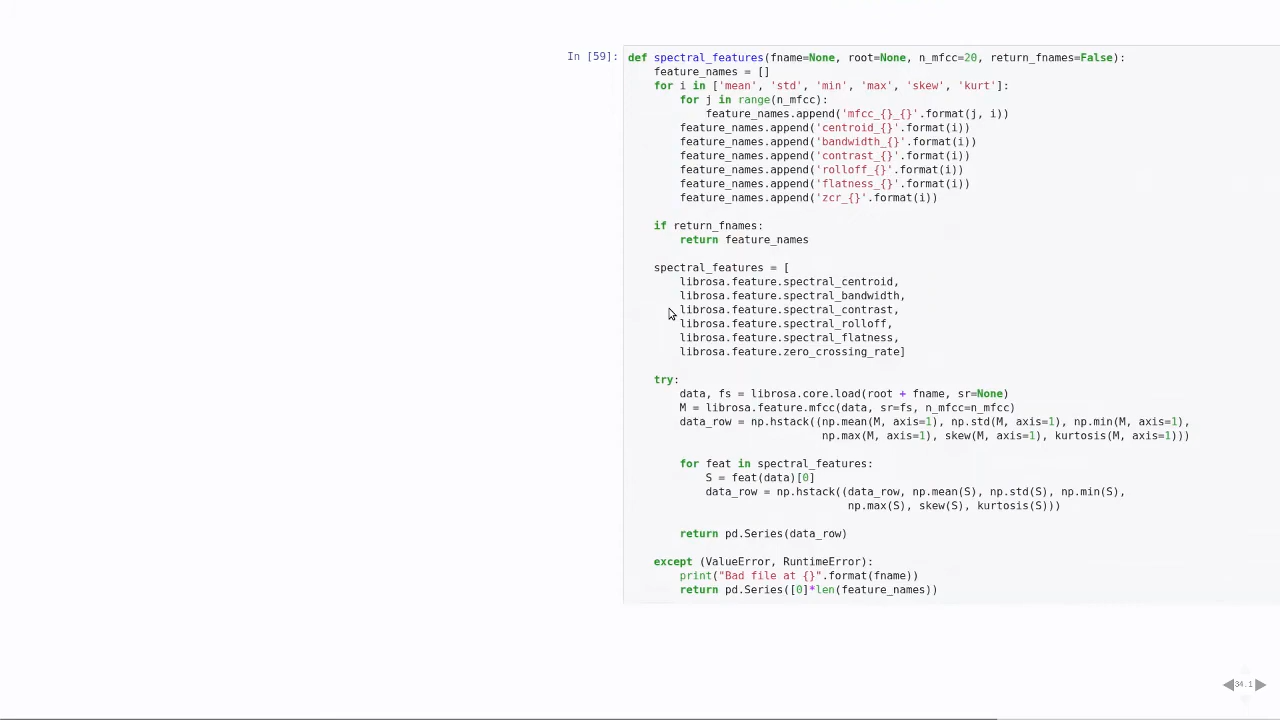 In [59]:
def spectral_features(fname=None, root=None, n_mfcc=20, return_fnames=False):
    feature_names = []
    for i in ['mean', 'std', 'min', 'max', 'skew', 'kurt']:
        for j in range(n_mfcc):
            feature_names.append('mfcc_{}_{}'.format(j, i))
        feature_names.append('centroid_{}'.format(i))
        feature_names.append('bandwidth_{}'.format(i))
        feature_names.append('contrast_{}'.format(i))
        feature_names.append('rolloff_{}'.format(i))
        feature_names.append('flatness_{}'.format(i))
        feature_names.append('zcr_{}'.format(i))
    if return_fnames:
        return feature_names
    spectral_features = [
        librosa.feature.spectral_centroid,
        librosa.feature.spectral_bandwidth,
        librosa.feature.spectral_contrast,
        librosa.feature.spectral_rolloff,
        librosa.feature.spectral_flatness,
        librosa.feature.zero_crossing_rate]
    try:
        data, fs = librosa.core.load(root + fname, sr=None)
        M = librosa.feature.mfcc(data, sr=fs, n_mfcc=n_mfcc)
        data_row = np.hstack((np.mean(M, axis=1), np.std(M, axis=1), np.min(M, axis=1),
                              np.max(M, axis=1), skew(M, axis=1), kurtosis(M, axis=1)))
        for feat in spectral_features:
            S = feat(data)[0]
            data_row = np.hstack((data_row, np.mean(S), np.std(S), np.min(S),
                                  np.max(S), skew(S), kurtosis(S)))
        return pd.Series(data_row)
    except (ValueError, RuntimeError):
        print("Bad file at {}".format(fname))
        return pd.Series([0]*len(feature_names))
34.1